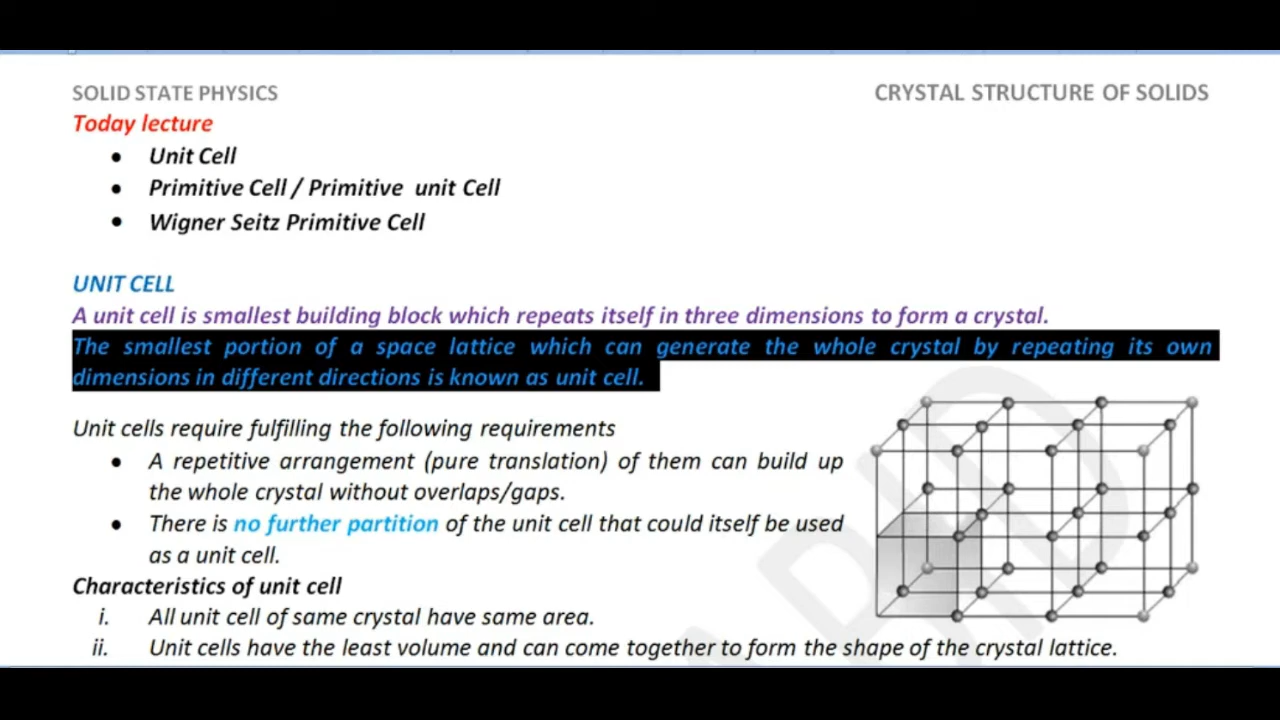 SOLID STATE PHYSICS
CRYSTAL STRUCTURE OF SOLIDS
Today lecture
• Unit Cell
• Primitive Cell / Primitive unit Cell
• Wigner Seitz Primitive Cell
UNIT CELL
A unit cell is smallest building block which repeats itself in three dimensions to form a crystal.
The smallest portion of a space lattice which can generate the whole crystal by repeating its own
dimensions in different directions is known as unit cell.
Unit cells require fulfilling the following requirements
• A repetitive arrangement (pure translation) of them can build up
the whole crystal without overlaps/gaps.
• There is no further partition of the unit cell that could itself be used
as a unit cell.
Characteristics of unit cell
i. All unit cell of same crystal have same area.
ii. Unit cells have the least volume and can come together to form the shape of the crystal lattice.